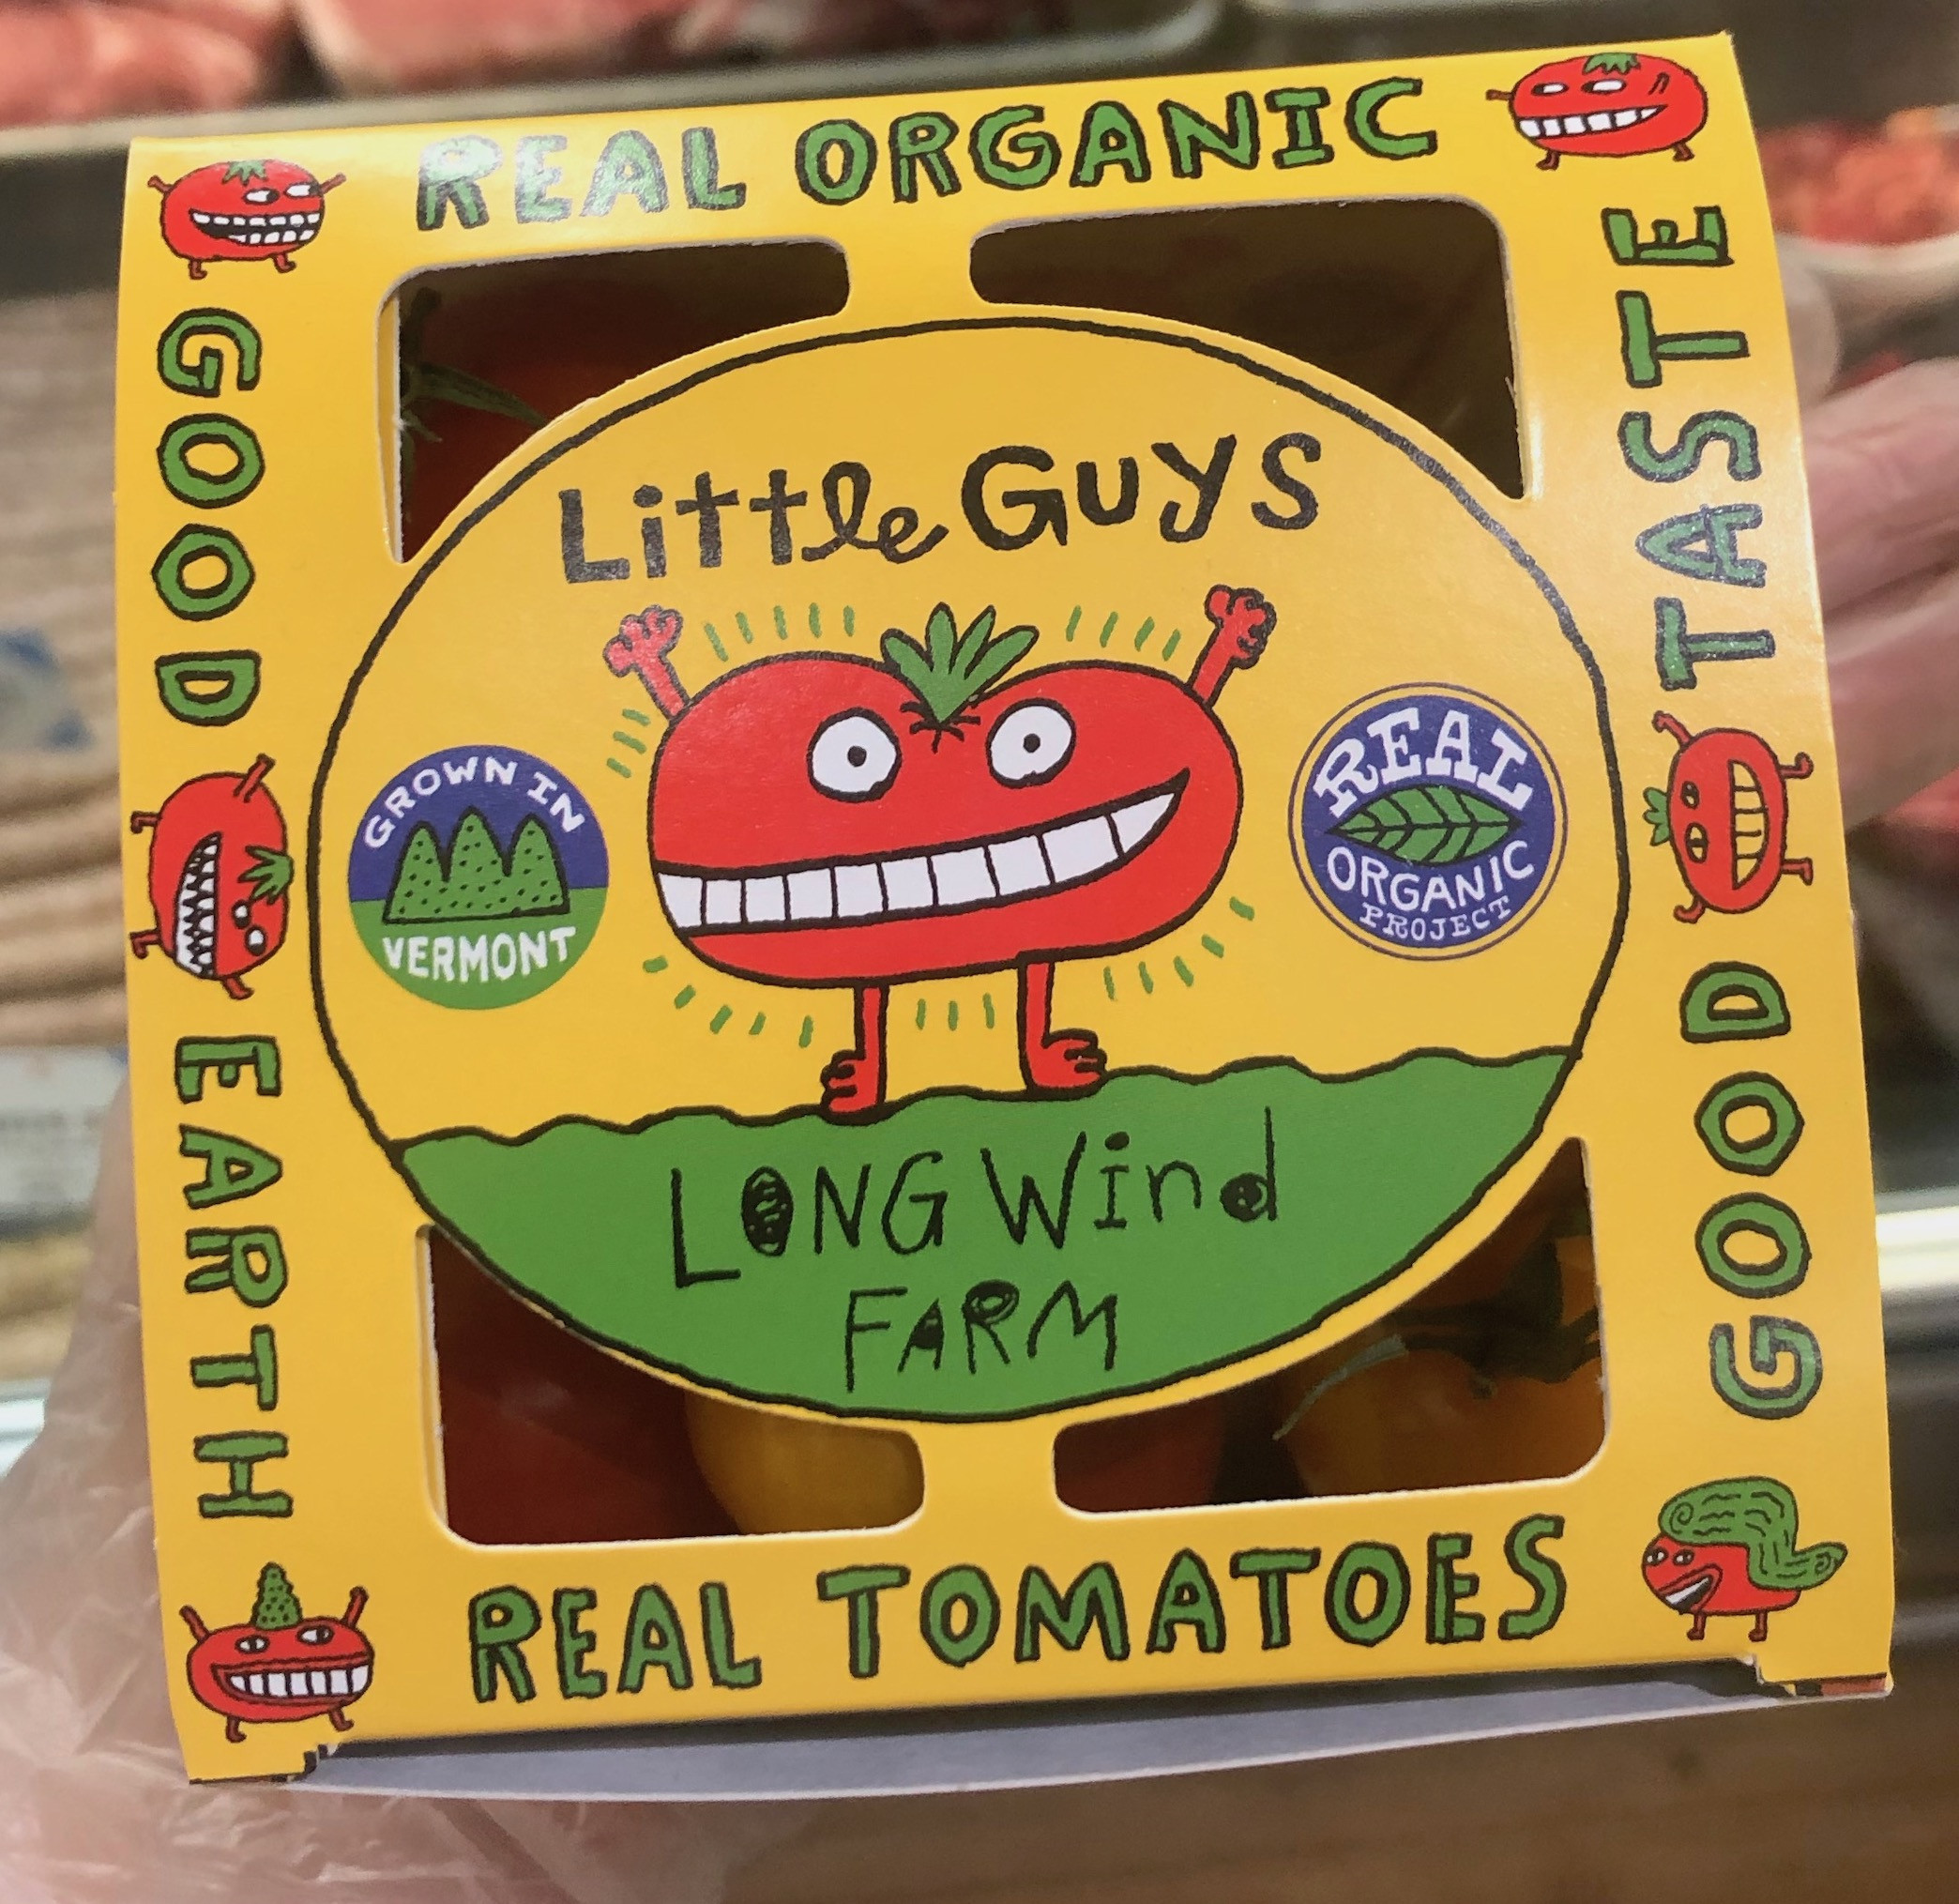 REAL ORGANIC
GOOD EARTH
GOOD TASTE
Little Guys
GROWN IN
VERMONT
REAL
ORGANIC
PROJECT
LONG Wind
FARM
REAL TOMATOES